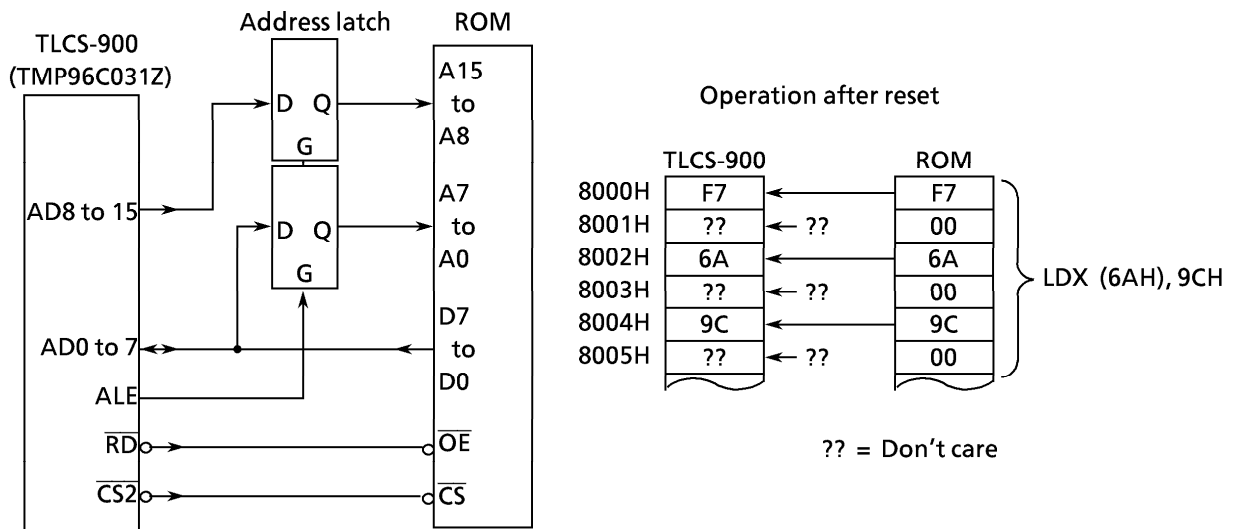 TLCS-900
(TMP96C031Z)
AD8 to 15
AD0 to 7
ALE
RD
CS2
Address latch
D Q
G
D Q
G
ROM
A15
to
A8
A7
to
A0
D7
to
D0
OE
CS
Operation after reset
TLCS-900 ROM
8000H F7 F7
8001H ?? ?? 00
8002H 6A 6A
8003H ?? ?? 00
8004H 9C 9C
8005H ?? ?? 00
LDX (6AH), 9CH
?? = Don't care